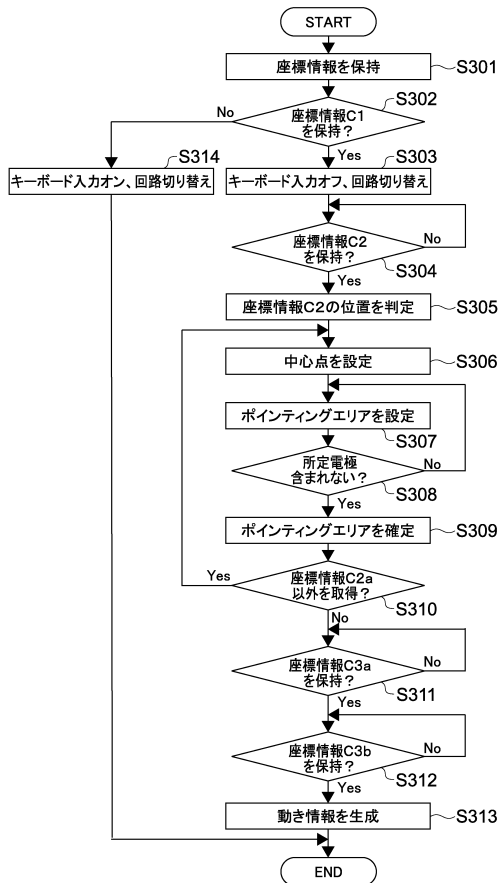 START
座標情報を保持
S301
座標情報C1
を保持？
S302
No
Yes
S314
キーボード入力オン、回路切り替え
S303
キーボード入力オフ、回路切り替え
座標情報C2
を保持？
No
S304
Yes
座標情報C2の位置を判定
S305
中心点を設定
S306
ポインティングエリアを設定
S307
所定電極
含まれない？
No
S308
Yes
ポインティングエリアを確定
S309
Yes
座標情報C2a
以外を取得？
S310
No
座標情報C3a
を保持？
No
S311
Yes
座標情報C3b
を保持？
No
S312
Yes
動き情報を生成
S313
END